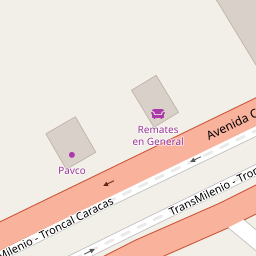 Remates
en General
Avenida C
Pavco
Milenio - Troncal Caracas
TransMilenio - Tron